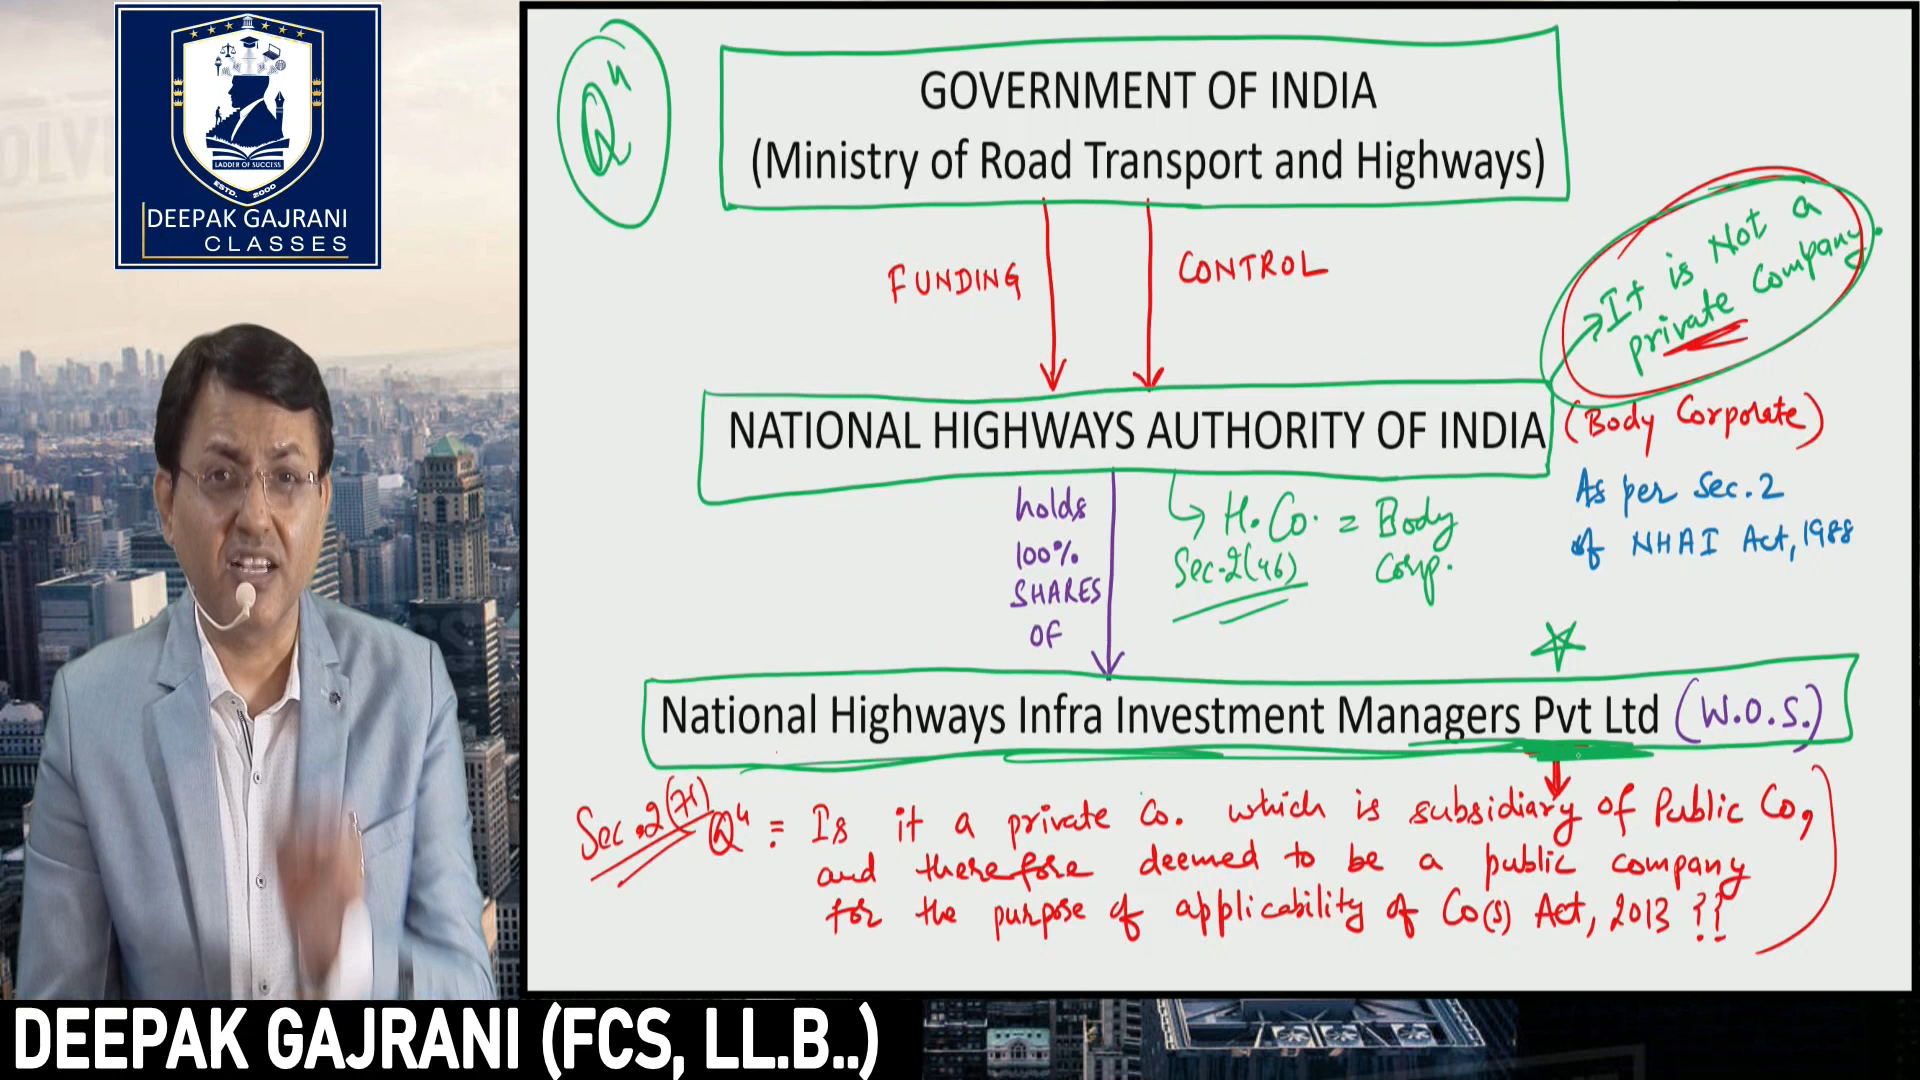 LADDER OF SUCCESS
ESTD. 2000
DEEPAK GAJRANI
CLASSES
Q4
GOVERNMENT OF INDIA
(Ministry of Road Transport and Highways)
FUNDING
CONTROL
It is Not a
private Company.
NATIONAL HIGHWAYS AUTHORITY OF INDIA
(Body Corporate)
As per Sec.2
of NHAI Act, 1988
holds
100%
SHARES
OF
H.Co. = Body
Corp.
Sec.2(46)
National Highways Infra Investment Managers Pvt Ltd (W.O.S.)
Sec.2(71)
Q4 = Is it a private Co. which is subsidiary of Public Co,
and therefore deemed to be a public company
for the purpose of applicability of Co(s) Act, 2013 ??
DEEPAK GAJRANI (FCS, LL.B..)